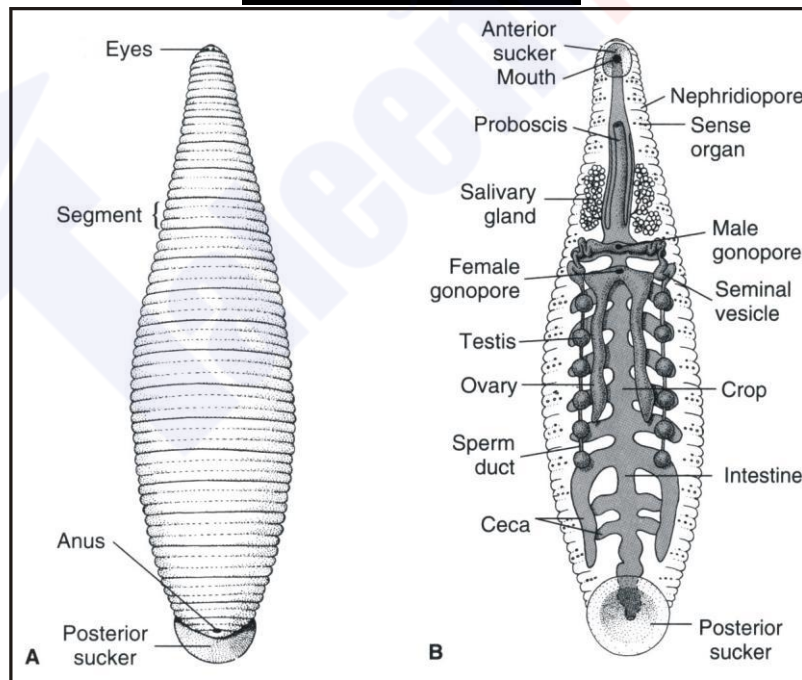 Eyes
Segment
Anus
Posterior
sucker
A
Anterior
sucker
Mouth
Nephridiopore
Proboscis
Sense
organ
Salivary
gland
Male
gonopore
Female
gonopore
Seminal
vesicle
Testis
Ovary
Crop
Sperm
duct
Intestine
Ceca
B
Posterior
sucker